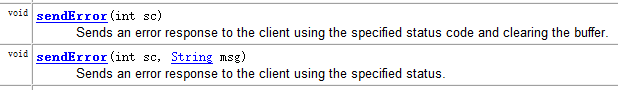 void sendError(int sc)
Sends an error response to the client using the specified status code and clearing the buffer.
void sendError(int sc, String msg)
Sends an error response to the client using the specified status.